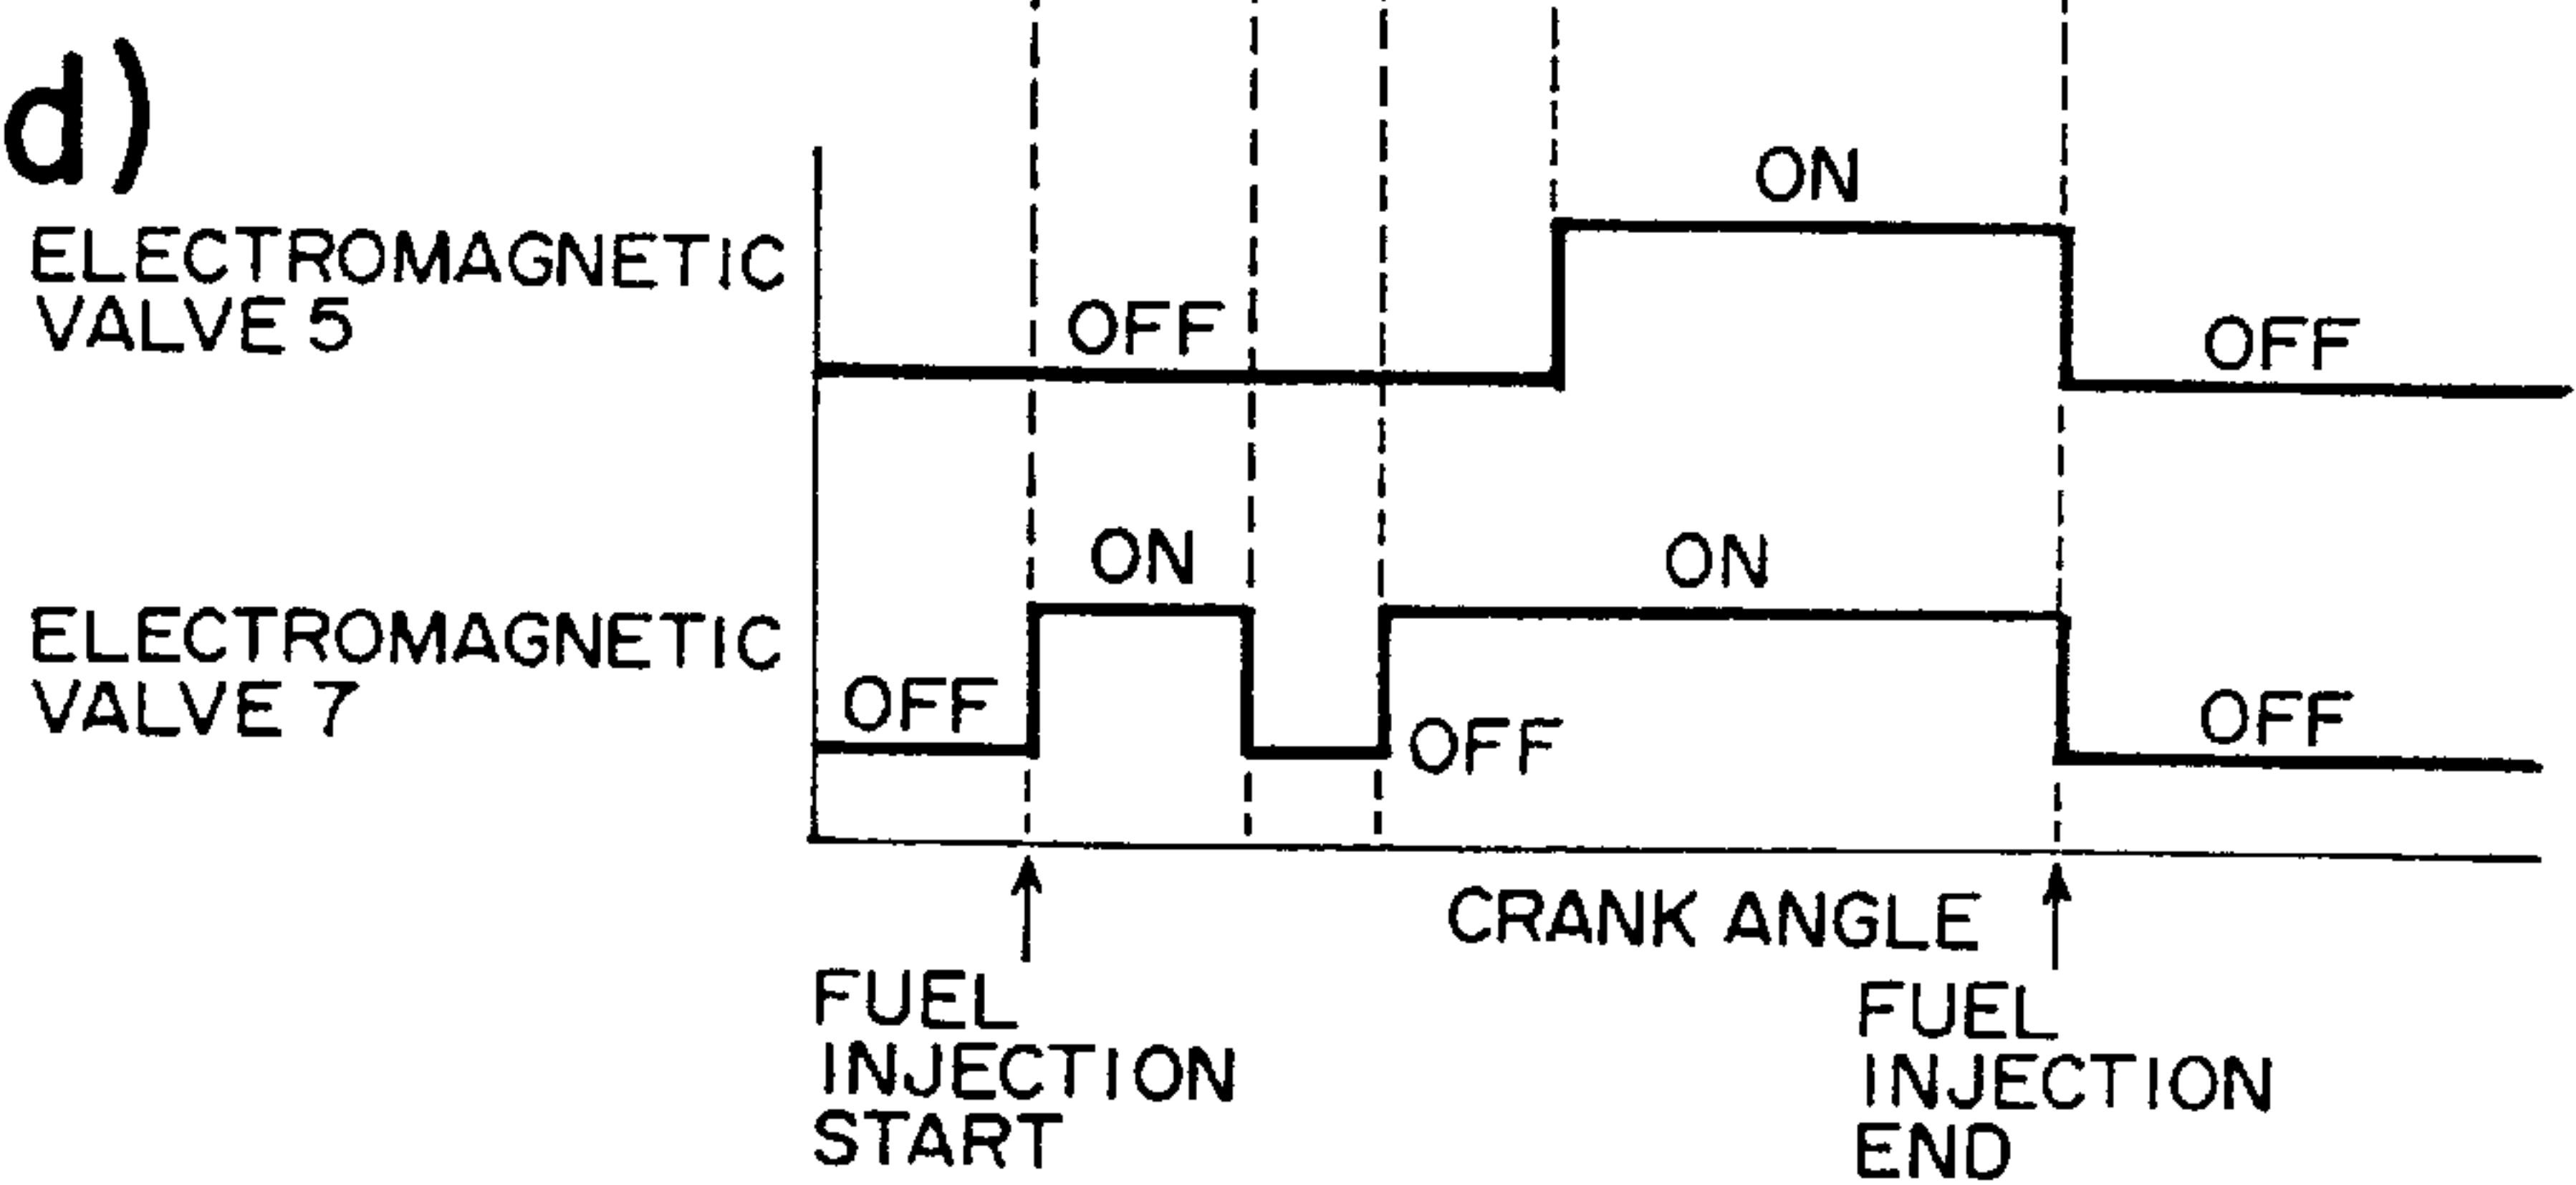 d)
ELECTROMAGNETIC
VALVE 5
OFF
ON
OFF
ELECTROMAGNETIC
VALVE 7
OFF
ON
OFF
ON
OFF
CRANK ANGLE
FUEL
INJECTION
START
FUEL
INJECTION
END